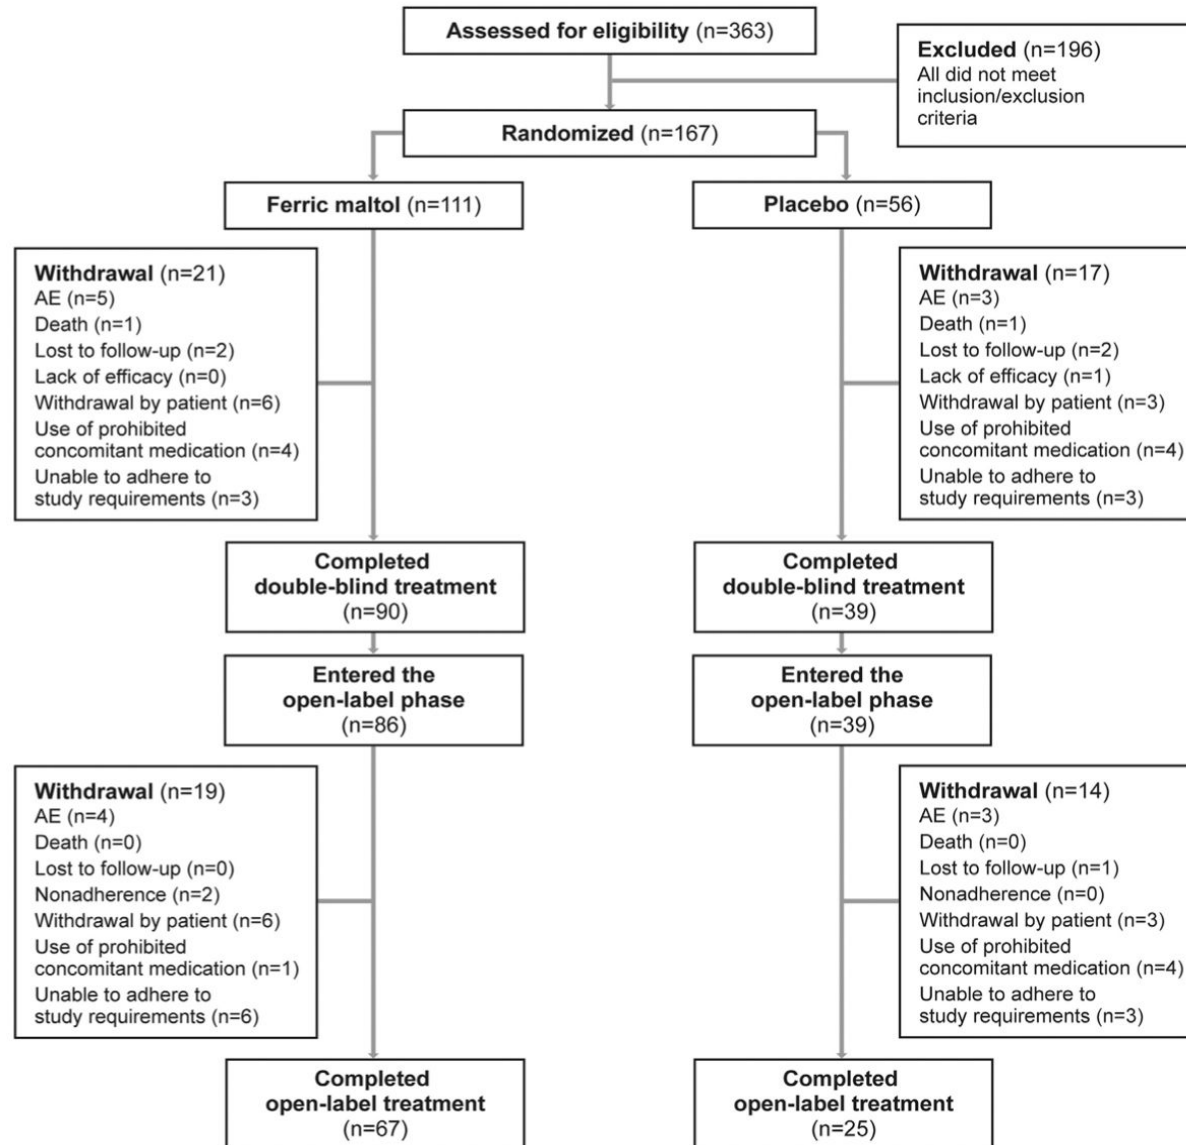 Assessed for eligibility (n=363)
Excluded (n=196)
All did not meet
inclusion/exclusion
criteria
Randomized (n=167)
Ferric maltol (n=111)
Placebo (n=56)
Withdrawal (n=21)
AE (n=5)
Death (n=1)
Lost to follow-up (n=2)
Lack of efficacy (n=0)
Withdrawal by patient (n=6)
Use of prohibited
concomitant medication (n=4)
Unable to adhere to
study requirements (n=3)
Withdrawal (n=17)
AE (n=3)
Death (n=1)
Lost to follow-up (n=2)
Lack of efficacy (n=1)
Withdrawal by patient (n=3)
Use of prohibited
concomitant medication (n=4)
Unable to adhere to
study requirements (n=3)
Completed
double-blind treatment
(n=90)
Completed
double-blind treatment
(n=39)
Entered the
open-label phase
(n=86)
Entered the
open-label phase
(n=39)
Withdrawal (n=19)
AE (n=4)
Death (n=0)
Lost to follow-up (n=0)
Nonadherence (n=2)
Withdrawal by patient (n=6)
Use of prohibited
concomitant medication (n=1)
Unable to adhere to
study requirements (n=6)
Withdrawal (n=14)
AE (n=3)
Death (n=0)
Lost to follow-up (n=1)
Nonadherence (n=0)
Withdrawal by patient (n=3)
Use of prohibited
concomitant medication (n=4)
Unable to adhere to
study requirements (n=3)
Completed
open-label treatment
(n=67)
Completed
open-label treatment
(n=25)